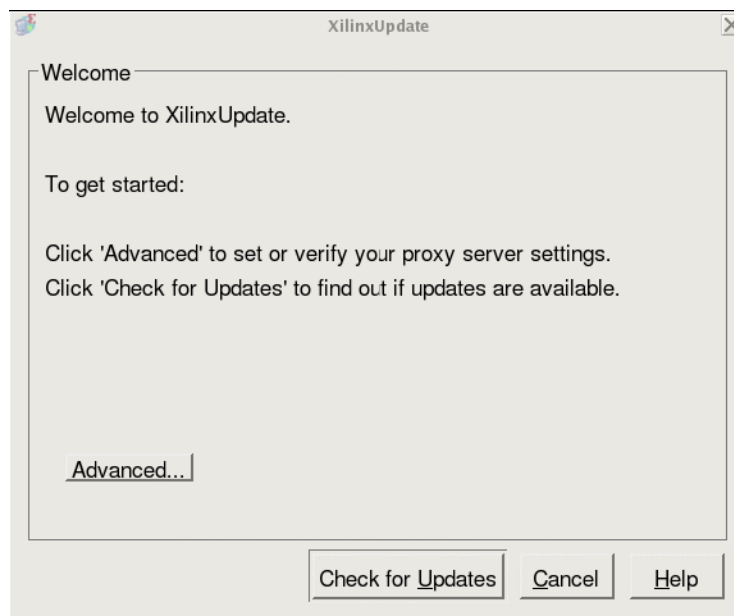 XilinxUpdate
Welcome
Welcome to XilinxUpdate.
To get started:
Click 'Advanced' to set or verify your proxy server settings.
Click 'Check for Updates' to find out if updates are available.
Advanced...
Check for Updates Cancel Help